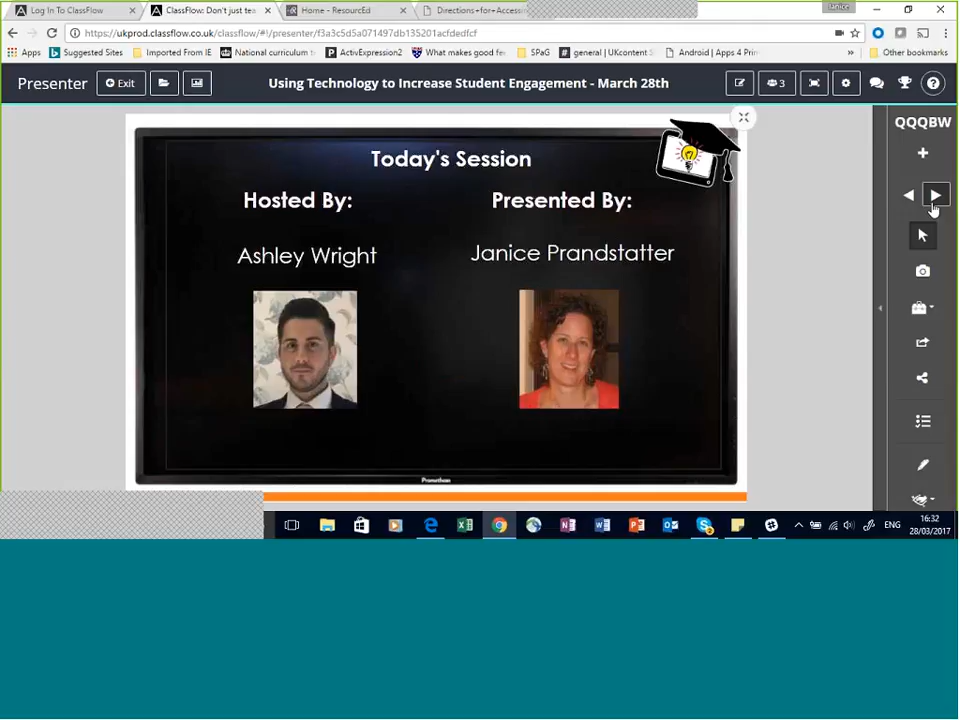 Log In To ClassFlow
ClassFlow: Don't just tea
Home - ResourcEd
Directions+for+Access
Janice
https://ukprod.classflow.co.uk/classflow/#!/presenter/f3a3c5d5a071497db135201acfdedfcf
Apps
Suggested Sites
Imported From IE
National curriculum
ActivExpression2
What makes good fe
SPaG
general | UKcontent
Android | Apps 4 Prim
»
Other bookmarks
Presenter
Exit
Using Technology to Increase Student Engagement - March 28th
3
QQQBW
Today's Session
Hosted By:
Presented By:
Ashley Wright
Janice Prandstatter
Promethean
ENG
16:32
28/03/2017